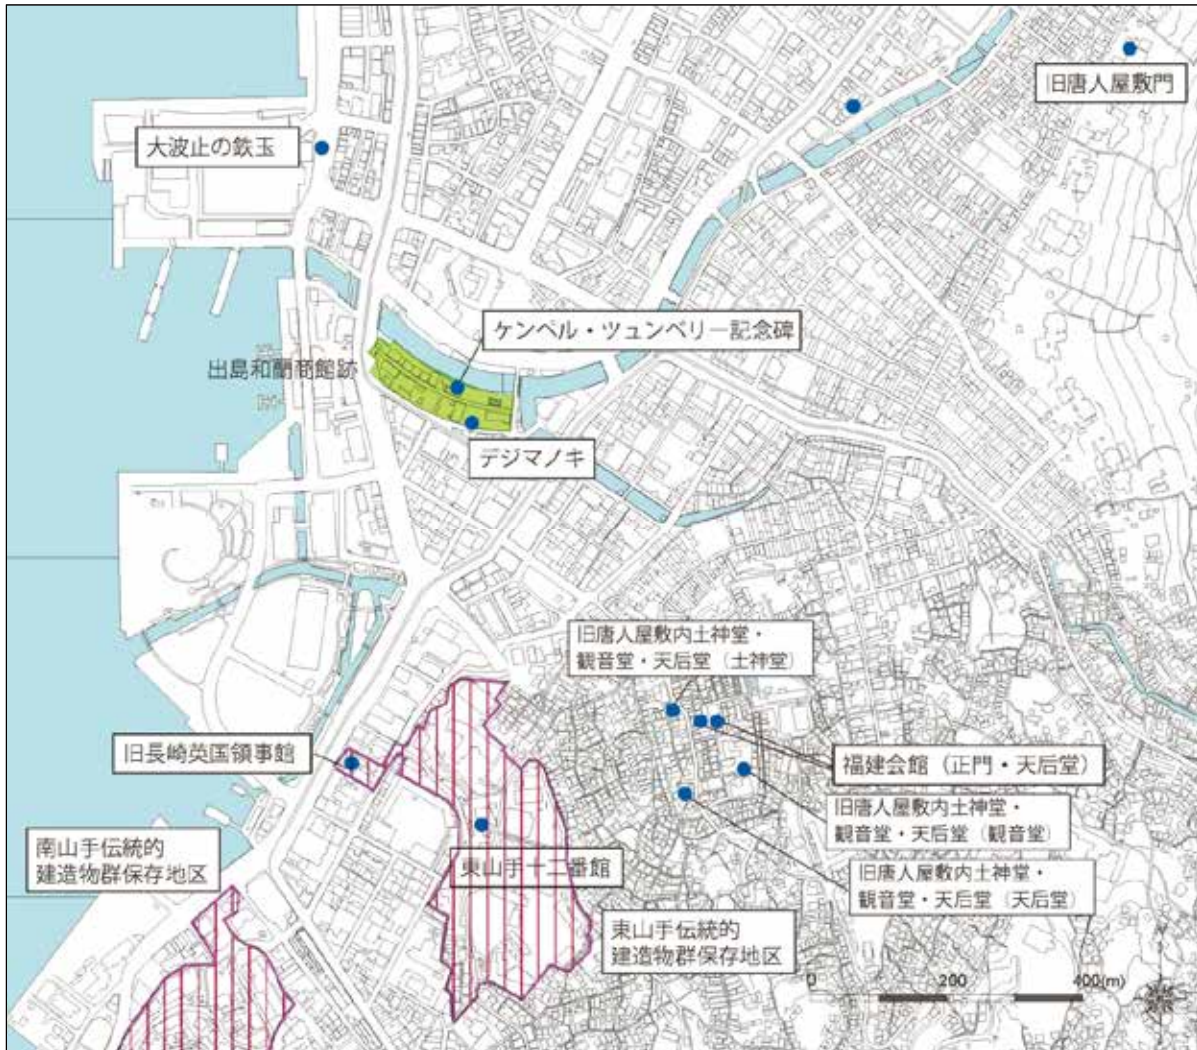 旧唐人屋敷門
大波止の鉄玉
ケンペル・ツュンベリー記念碑
出島和蘭商館跡
デジマノキ
旧唐人屋敷内土神堂・
観音堂・天后堂（土神堂）
旧長崎英国領事館
福建会館（正門・天后堂）
旧唐人屋敷内土神堂・
観音堂・天后堂（観音堂）
南山手伝統的
建造物群保存地区
東山手十二番館
旧唐人屋敷内土神堂・
観音堂・天后堂（天后堂）
東山手伝統的
建造物群保存地区
0 200 400(m)